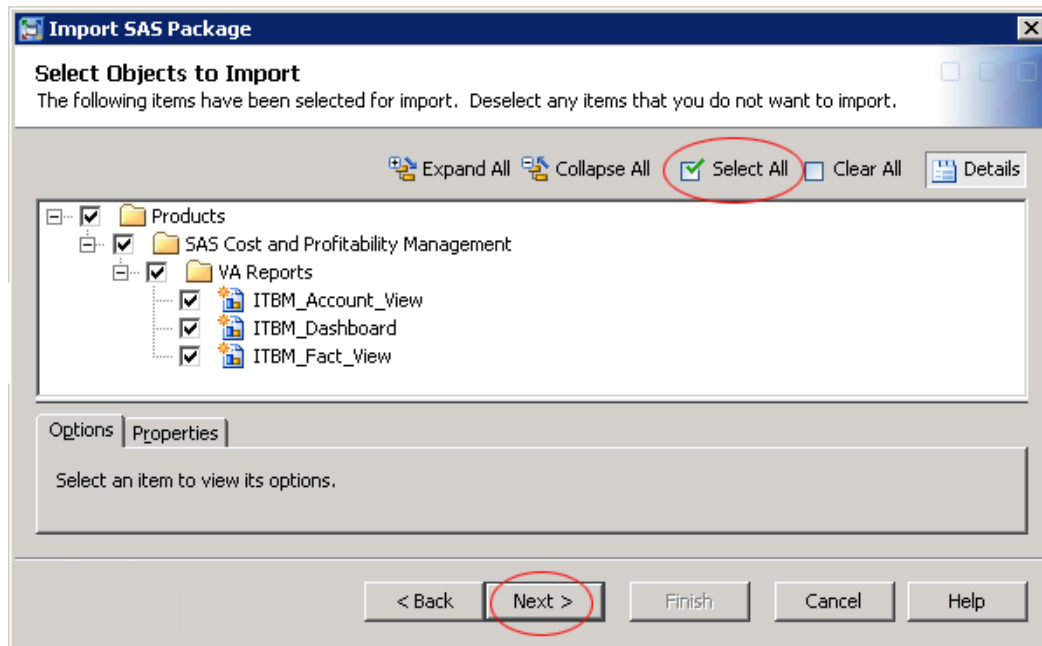 Import SAS Package
Select Objects to Import
The following items have been selected for import. Deselect any items that you do not want to import.
Expand All Collapse All Select All Clear All Details
Products
SAS Cost and Profitability Management
VA Reports
ITBM_Account_View
ITBM_Dashboard
ITBM_Fact_View
Options Properties
Select an item to view its options.
< Back Next > Finish Cancel Help